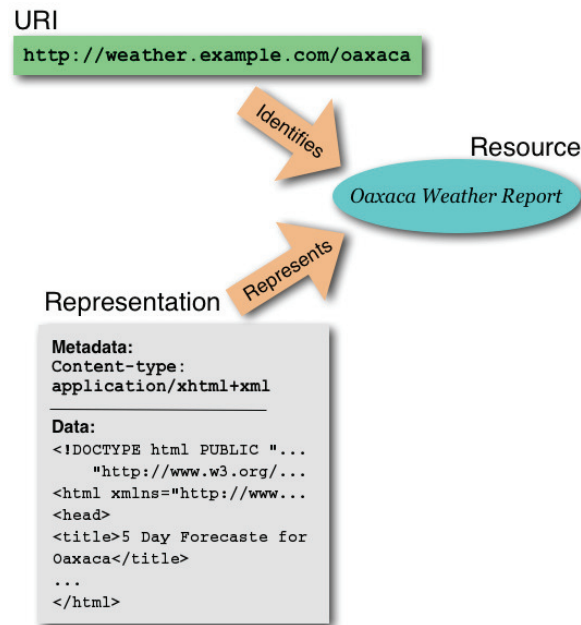 URI
http://weather.example.com/oaxaca
Identifies
Resource
Oaxaca Weather Report
Represents
Representation
Metadata:
Content-type:
application/xhtml+xml
Data:
<!DOCTYPE html PUBLIC "...
"http://www.w3.org/...
<html xmlns="http://www...
<head>
<title>5 Day Forecaste for
Oaxaca</title>
...
</html>